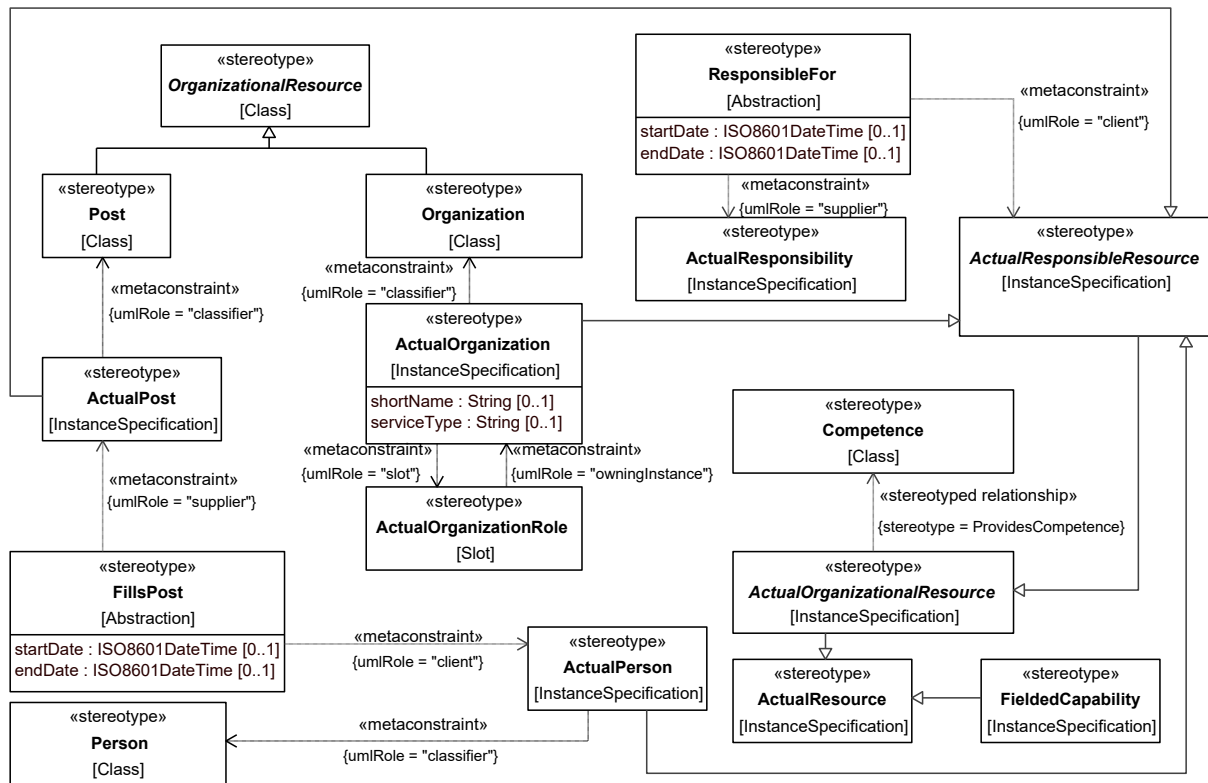 «stereotype»
OrganizationalResource
[Class]
«stereotype»
ResponsibleFor
[Abstraction]
startDate : ISO8601DateTime [0..1]
endDate : ISO8601DateTime [0..1]
«metaconstraint»
{umlRole = "client"}
«stereotype»
Post
[Class]
«stereotype»
Organization
[Class]
«metaconstraint»
{umlRole = "supplier"}
«stereotype»
ActualResponsibility
[InstanceSpecification]
«stereotype»
ActualResponsibleResource
[InstanceSpecification]
«metaconstraint»
{umlRole = "classifier"}
«metaconstraint»
{umlRole = "classifier"}
«stereotype»
ActualOrganization
[InstanceSpecification]
shortName : String [0..1]
serviceType : String [0..1]
«stereotype»
ActualPost
[InstanceSpecification]
«stereotype»
Competence
[Class]
«metaconstraint»
{umlRole = "slot"}
«metaconstraint»
{umlRole = "owningInstance"}
«metaconstraint»
{umlRole = "supplier"}
«stereotype»
ActualOrganizationRole
[Slot]
«stereotyped relationship»
{stereotype = ProvidesCompetence}
«stereotype»
FillsPost
[Abstraction]
startDate : ISO8601DateTime [0..1]
endDate : ISO8601DateTime [0..1]
«stereotype»
ActualOrganizationalResource
[InstanceSpecification]
«metaconstraint»
{umlRole = "client"}
«stereotype»
ActualPerson
[InstanceSpecification]
«stereotype»
ActualResource
[InstanceSpecification]
«stereotype»
FieldedCapability
[InstanceSpecification]
«stereotype»
Person
[Class]
«metaconstraint»
{umlRole = "classifier"}